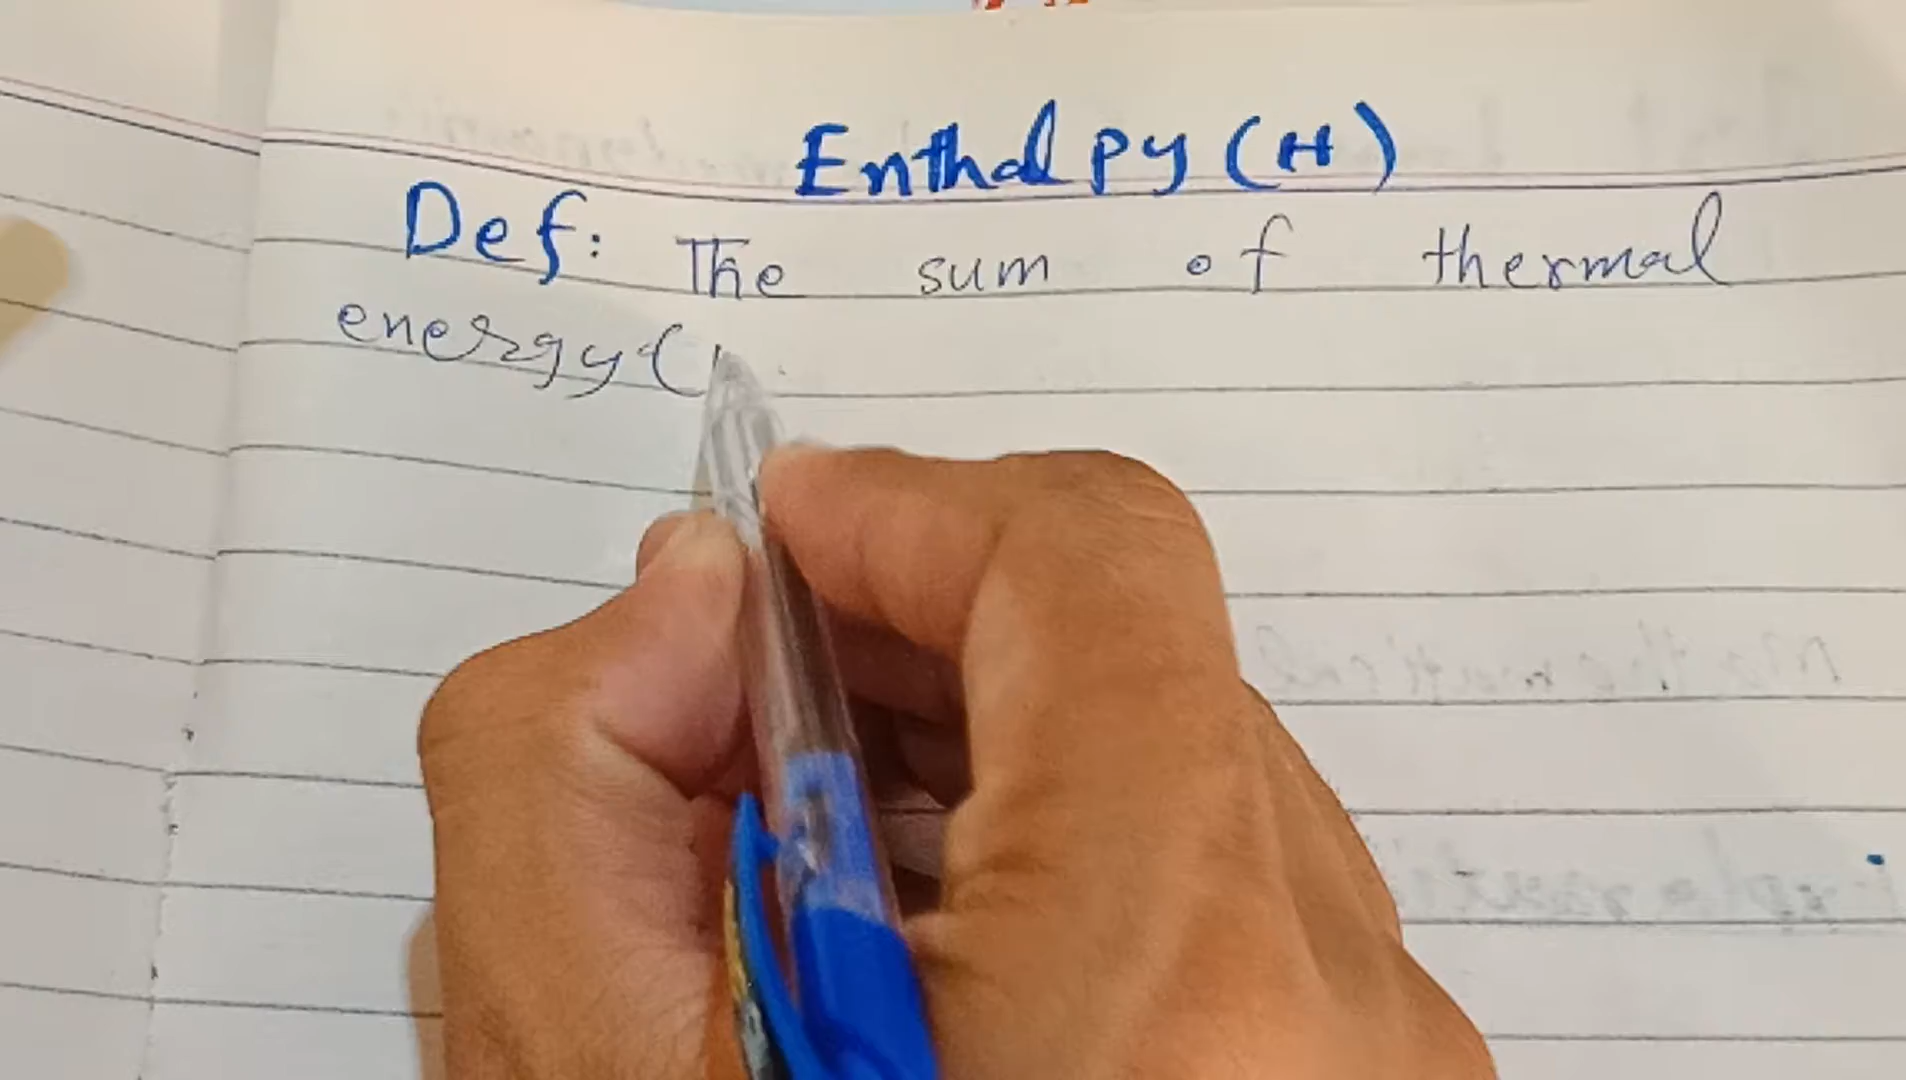 Enthalpy (H)
Def: The sum of thermal
energy (